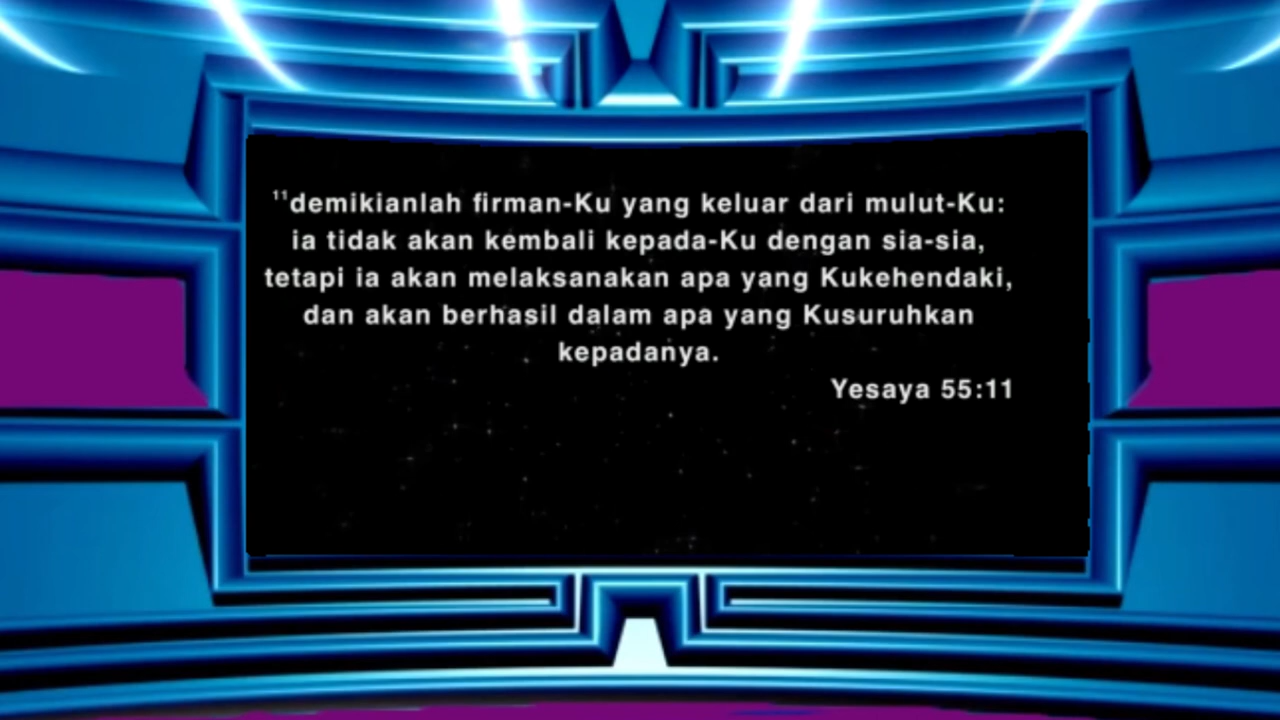 ¹¹demikianlah firman-Ku yang keluar dari mulut-Ku:
ia tidak akan kembali kepada-Ku dengan sia-sia,
tetapi ia akan melaksanakan apa yang Kukehendaki,
dan akan berhasil dalam apa yang Kusuruhkan
kepadanya.
Yesaya 55:11